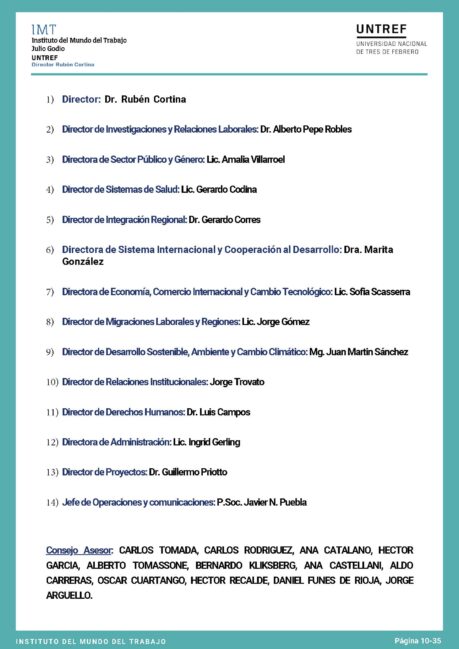 IMT
Instituto del Mundo del Trabajo
Julio Godio
UNTREF
Director Rubén Cortina
UNTREF
UNIVERSIDAD NACIONAL
DE TRES DE FEBRERO
1) Director: Dr. Rubén Cortina
2) Director de Investigaciones y Relaciones Laborales: Dr. Alberto Pepe Robles
3) Directora de Sector Público y Género: Lic. Amalia Villarroel
4) Director de Sistemas de Salud: Lic. Gerardo Codina
5) Director de Integración Regional: Dr. Gerardo Corres
6) Directora de Sistema Internacional y Cooperación al Desarrollo: Dra. Marita
González
7) Directora de Economía, Comercio Internacional y Cambio Tecnológico: Lic. Sofia Scasserra
8) Director de Migraciones Laborales y Regiones: Lic. Jorge Gómez
9) Director de Desarrollo Sostenible, Ambiente y Cambio Climático: Mg. Juan Martin Sánchez
10) Director de Relaciones Institucionales: Jorge Trovato
11) Director de Derechos Humanos: Dr. Luis Campos
12) Directora de Administración: Lic. Ingrid Gerling
13) Director de Proyectos: Dr. Guillermo Priotto
14) Jefe de Operaciones y comunicaciones: P.Soc. Javier N. Puebla
Consejo Asesor: CARLOS TOMADA, CARLOS RODRIGUEZ, ANA CATALANO, HECTOR
GARCIA, ALBERTO TOMASSONE, BERNARDO KLIKSBERG, ANA CASTELLANI, ALDO
CARRERAS, OSCAR CUARTANGO, HECTOR RECALDE, DANIEL FUNES DE RIOJA, JORGE
ARGUELLO.
INSTITUTO DEL MUNDO DEL TRABAJO
Página 10-35